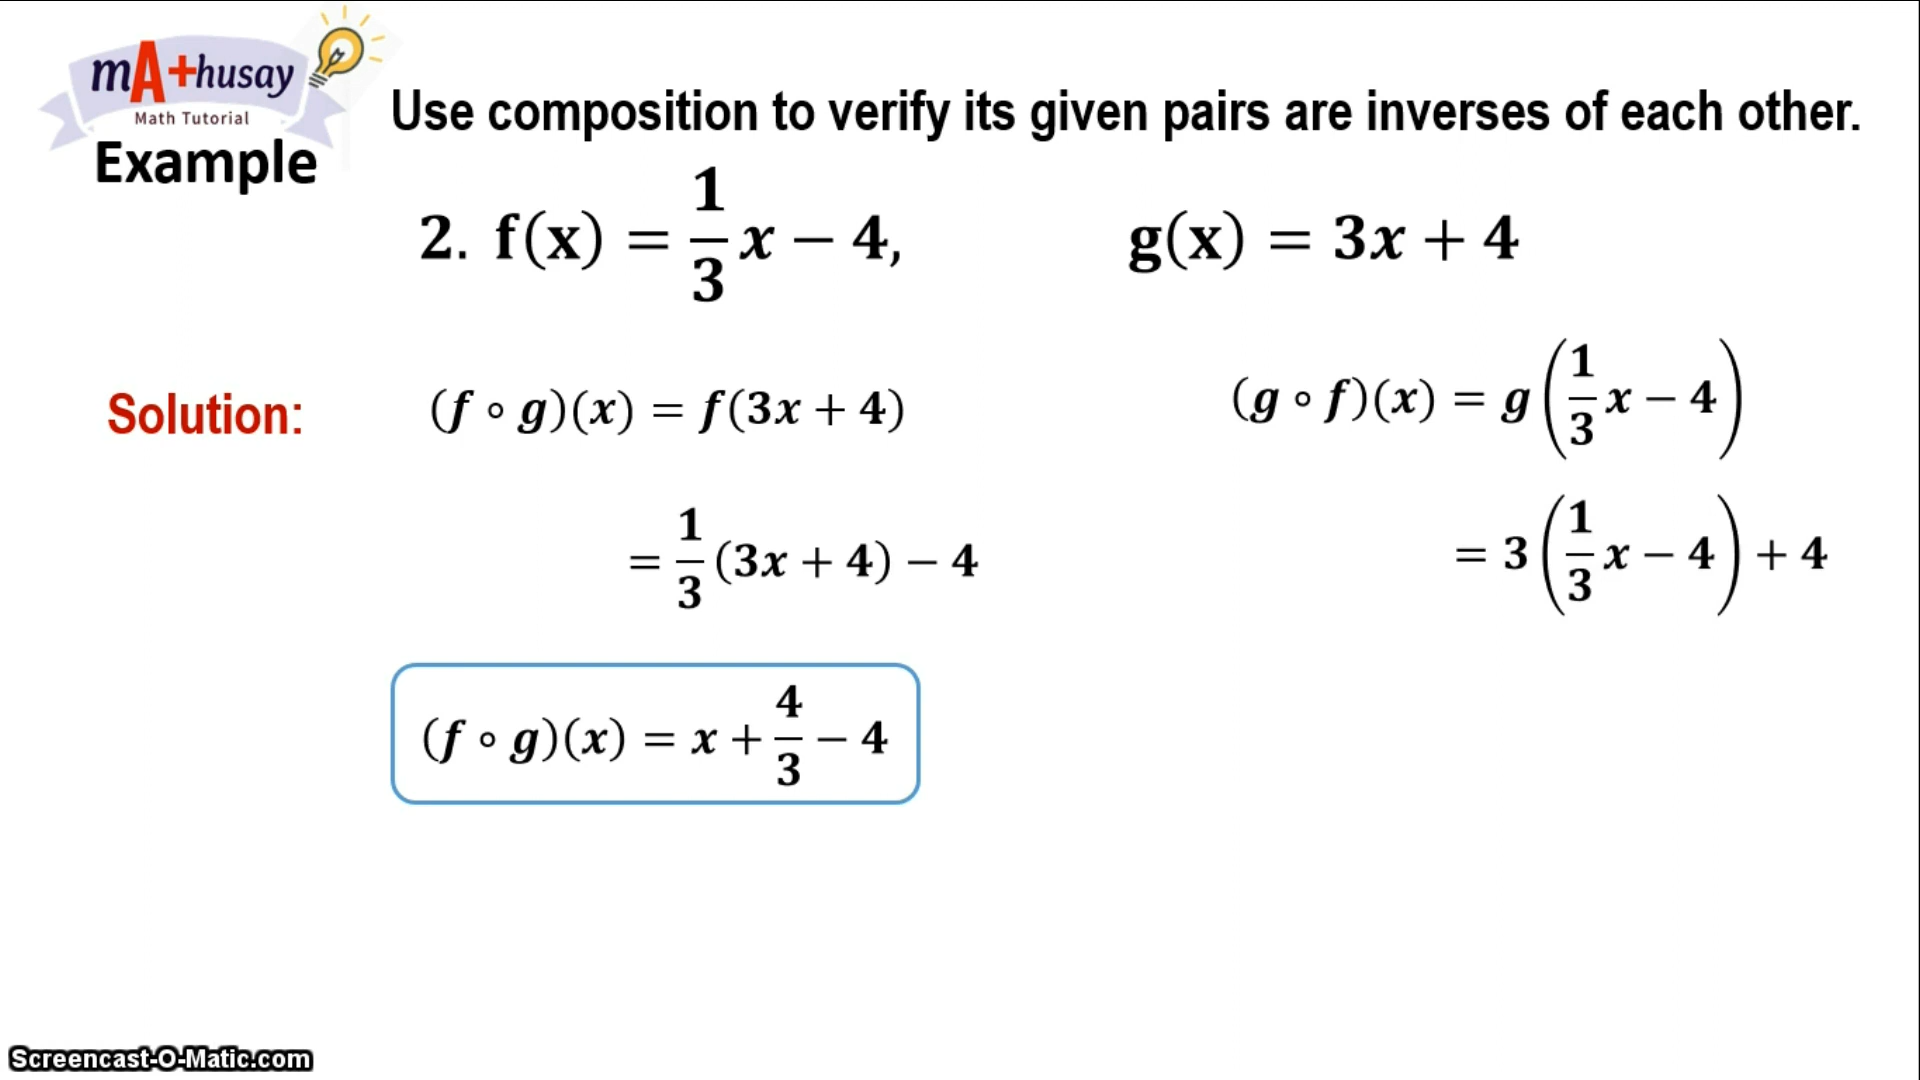 mA+husay
Math Tutorial
Example
Use composition to verify its given pairs are inverses of each other.
2. f(x) = 1/3 x − 4, g(x) = 3x + 4
Solution: (f ∘ g)(x) = f(3x + 4) (g ∘ f)(x) = g(1/3 x − 4)
= 1/3 (3x + 4) − 4 = 3(1/3 x − 4) + 4
(f ∘ g)(x) = x + 4/3 − 4
Screencast-O-Matic.com